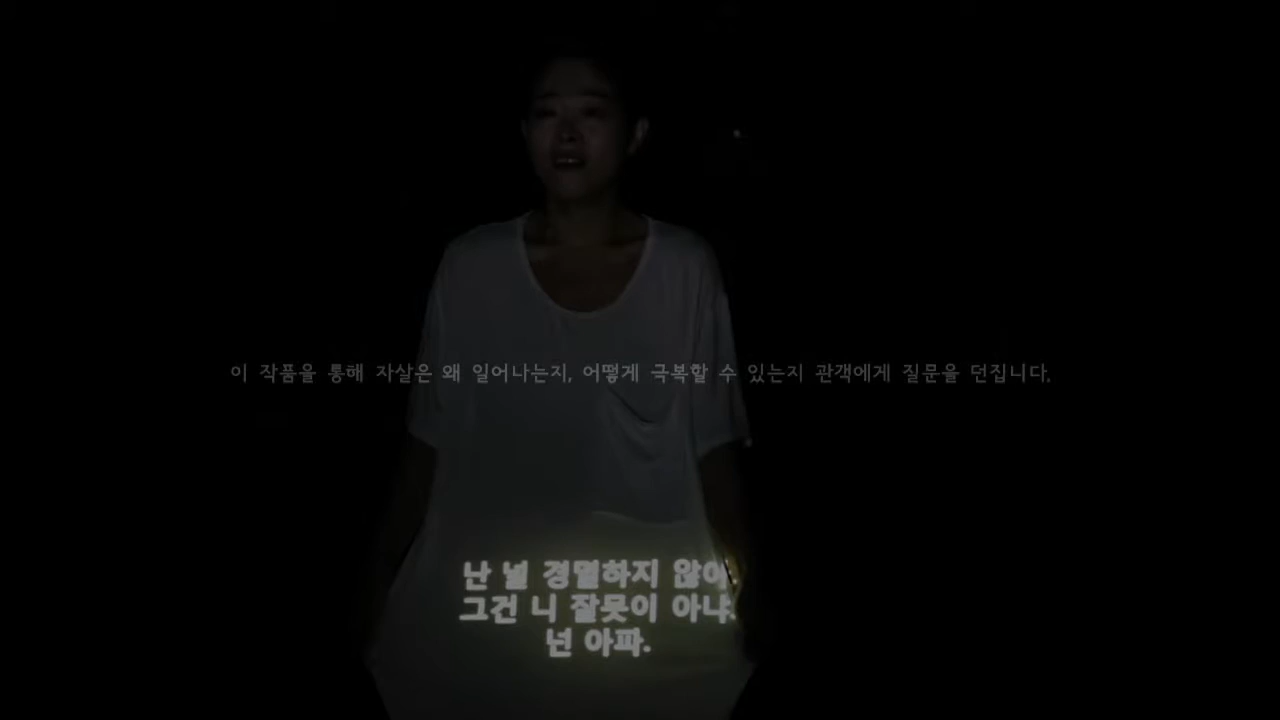 이 작품을 통해 자살은 왜 일어나는지, 어떻게 극복할 수 있는지 관객에게 질문을 던집니다.
난 널 경멸하지 않아
그건 니 잘못이 아냐.
넌 아파.